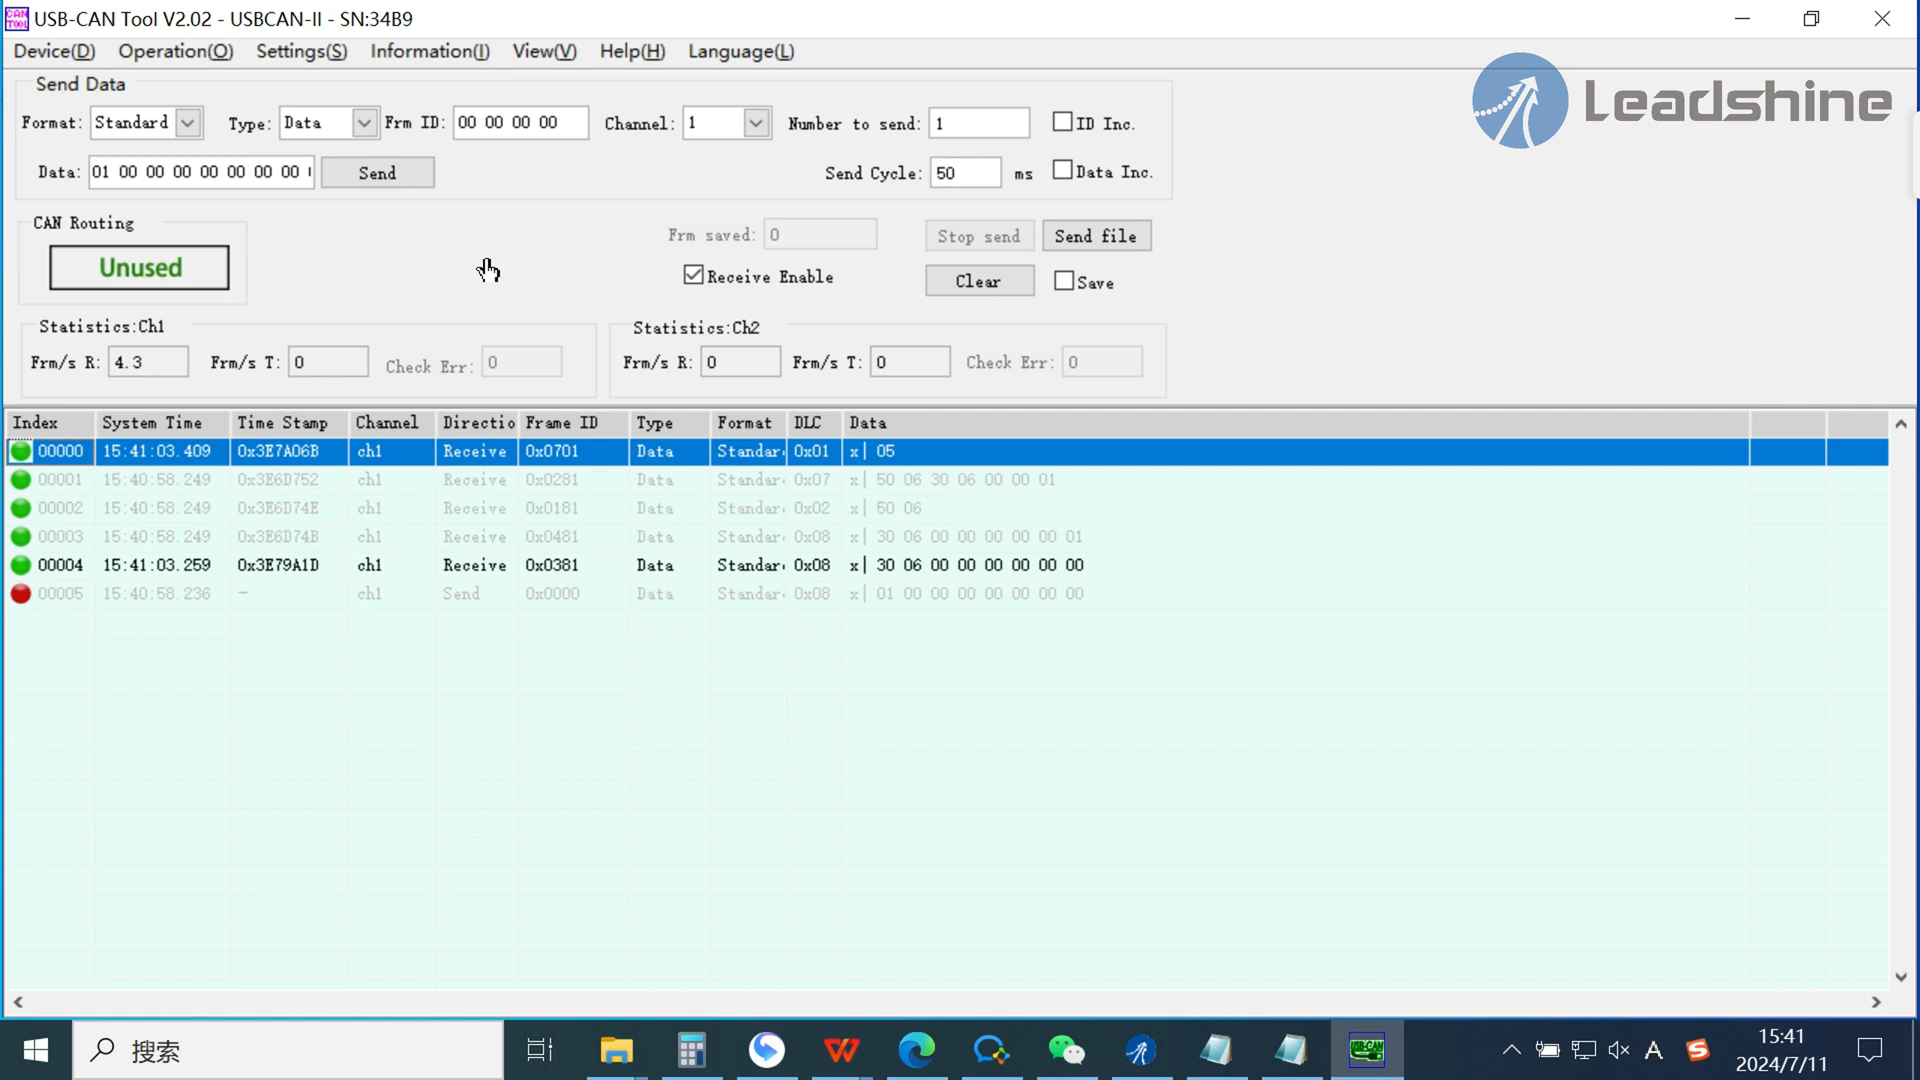 USB-CAN Tool V2.02 - USBCAN-II - SN:34B9
Device(D) Operation(O) Settings(S) Information(I) View(V) Help(H) Language(L)
Leadshine
Send Data
Format: Standard Type: Data Frm ID: 00 00 00 00 Channel: 1 Number to send: 1 ID Inc.
Data: 01 00 00 00 00 00 00 00 Send Send Cycle: 50 ms Data Inc.
CAN Routing
Unused
Frm saved: 0 Stop send Send file
Receive Enable Clear Save
Statistics:Ch1 Statistics:Ch2
Frm/s R: 4.3 Frm/s T: 0 Check Err: 0 Frm/s R: 0 Frm/s T: 0 Check Err: 0
Index System Time Time Stamp Channel Directio Frame ID Type Format DLC Data
00000 15:41:03.409 0x3E7A06B ch1 Receive 0x0701 Data Standar 0x01 x| 05
00001 15:40:58.249 0x3E6D752 ch1 Receive 0x0281 Data Standar 0x07 x| 50 06 30 06 00 00 01
00002 15:40:58.249 0x3E6D74E ch1 Receive 0x0181 Data Standar 0x02 x| 50 06
00003 15:40:58.249 0x3E6D74B ch1 Receive 0x0481 Data Standar 0x08 x| 30 06 00 00 00 00 00 01
00004 15:41:03.259 0x3E79A1D ch1 Receive 0x0381 Data Standar 0x08 x| 30 06 00 00 00 00 00 00
00005 15:40:58.236 - ch1 Send 0x0000 Data Standar 0x08 x| 01 00 00 00 00 00 00 00
搜索
A
15:41
2024/7/11